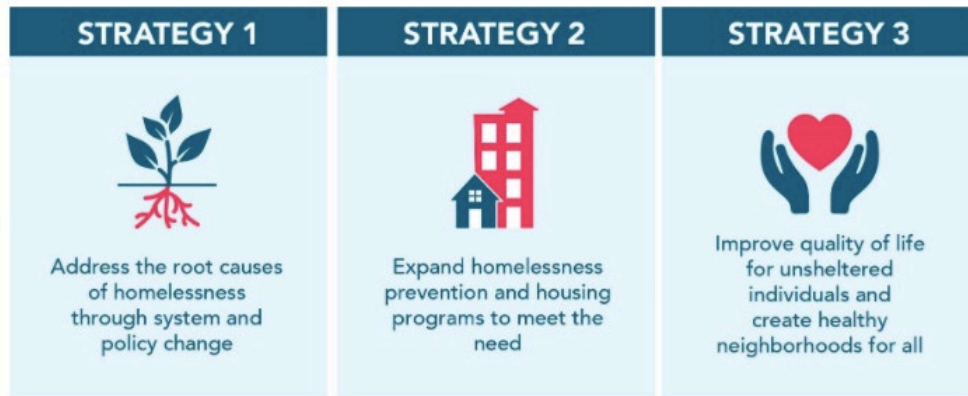 STRATEGY 1
Address the root causes
of homelessness
through system and
policy change
STRATEGY 2
Expand homelessness
prevention and housing
programs to meet the
need
STRATEGY 3
Improve quality of life
for unsheltered
individuals and
create healthy
neighborhoods for all